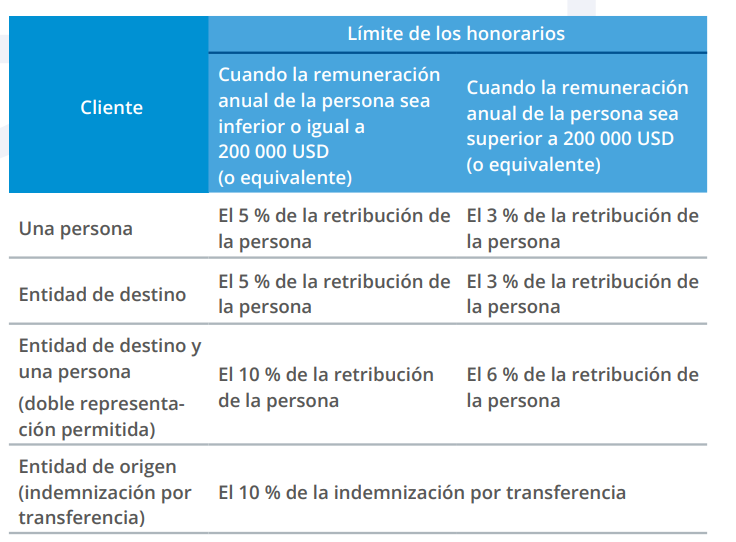 Cliente
Límite de los honorarios
Cuando la remuneración
anual de la persona sea
inferior o igual a
200 000 USD
(o equivalente)
Cuando la remuneración
anual de la persona sea
superior a 200 000 USD
(o equivalente)
Una persona
El 5 % de la retribución de
la persona
El 3 % de la retribución de
la persona
Entidad de destino
El 5 % de la retribución de
la persona
El 3 % de la retribución de
la persona
Entidad de destino y
una persona
(doble representa-
ción permitida)
El 10 % de la retribución
de la persona
El 6 % de la retribución de
la persona
Entidad de origen
(indemnización por
transferencia)
El 10 % de la indemnización por transferencia